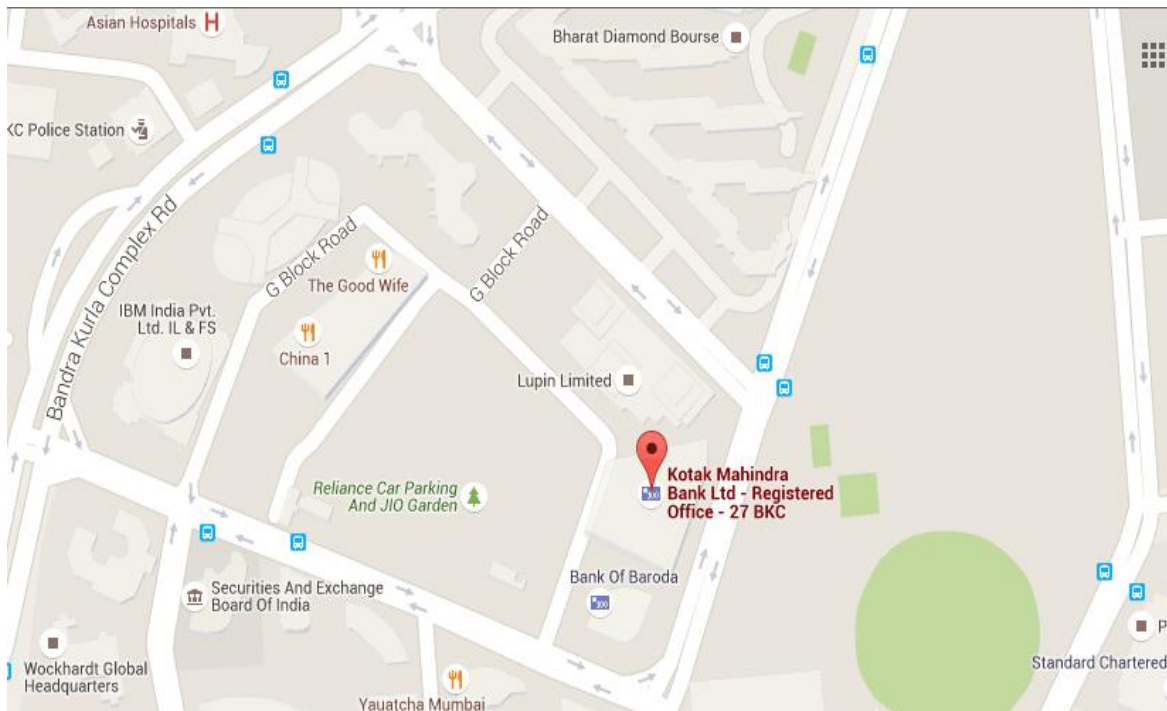 Asian Hospitals
H
Bharat Diamond Bourse
KC Police Station
Bandra Kurla Complex Rd
G Block Road
G Block Road
The Good Wife
IBM India Pvt.
Ltd. IL & FS
China 1
Lupin Limited
Kotak Mahindra
Bank Ltd - Registered
Office - 27 BKC
Reliance Car Parking
And JIO Garden
Bank Of Baroda
Securities And Exchange
Board Of India
Wockhardt Global
Headquarters
Yauatcha Mumbai
P
Standard Chartered